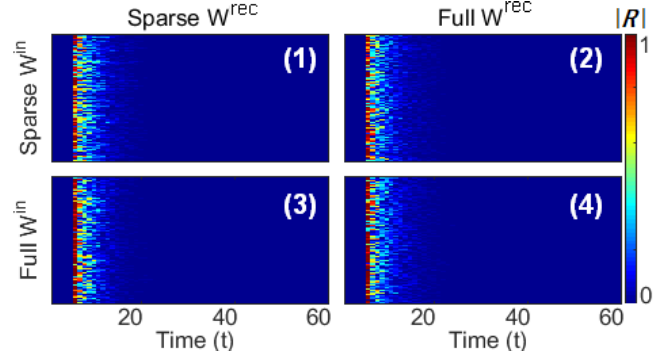 Sparse W^rec Full W^rec |R|
Sparse W^in (1) (2) 1
Full W^in (3) (4) 0
20 40 60 20 40 60
Time (t) Time (t)